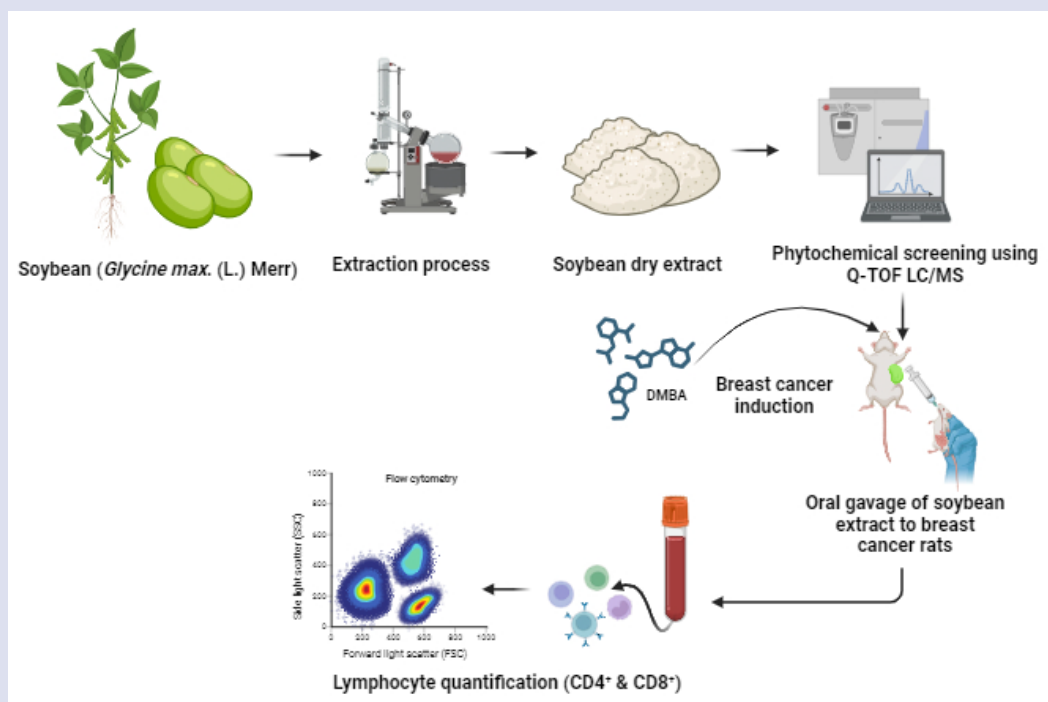 Soybean (Glycine max. (L.) Merr)
Extraction process
Soybean dry extract
Phytochemical screening using
Q-TOF LC/MS
DMBA
Breast cancer
induction
Oral gavage of soybean
extract to breast
cancer rats
Flow cytometry
Side light scatter (SSC)
1000
800
600
400
200
0
0 200 400 600 800 1000
Forward light scatter (FSC)
Lymphocyte quantification (CD4⁺ & CD8⁺)